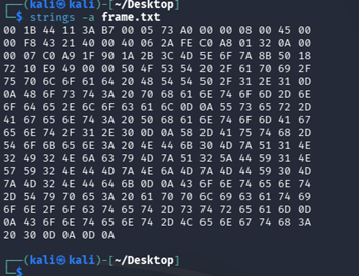 ┌──(kali㉿kali)-[~/Desktop]
└─$ strings -a frame.txt
00 1B 44 11 3A B7 00 05 73 A0 00 00 08 00 45 00
00 F8 43 21 40 00 40 06 2A FE C0 A8 01 32 0A 00
00 07 C0 A9 1F 90 1A 2B 3C 4D 5E 6F 7A 8B 50 18
72 10 E9 49 00 00 50 4F 53 54 20 2F 61 70 69 2F
75 70 6C 6F 61 64 20 48 54 54 50 2F 31 2E 31 0D
0A 48 6F 73 74 3A 20 70 68 61 6E 74 6F 6D 2D 6E
6F 64 65 2E 6C 6F 63 61 6C 0D 0A 55 73 65 72 2D
41 67 65 6E 74 3A 20 50 68 61 6E 74 6F 6D 41 67
65 6E 74 2F 31 2E 30 0D 0A 58 2D 41 75 74 68 2D
54 6F 6B 65 6E 3A 20 4E 44 6B 30 4D 7A 51 31 4E
32 49 32 4E 6A 63 79 4D 7A 51 32 5A 44 59 31 4E
57 59 32 4E 44 4D 7A 4E 6A 4D 7A 4D 44 59 30 4D
7A 4D 32 4E 44 64 6B 0D 0A 43 6F 6E 74 65 6E 74
2D 54 79 70 65 3A 20 61 70 70 6C 69 63 61 74 69
6F 6E 2F 6F 63 74 65 74 2D 73 74 72 65 61 6D 0D
0A 43 6F 6E 74 65 6E 74 2D 4C 65 6E 67 74 68 3A
20 30 0D 0A 0D 0A
┌──(kali㉿kali)-[~/Desktop]
└─$